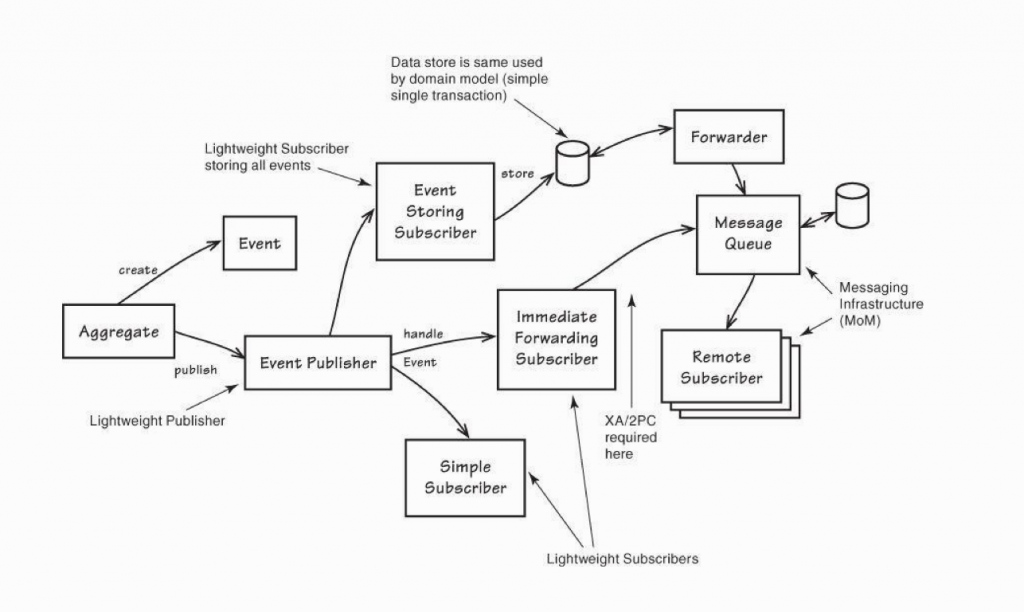 Data store is same used
by domain model (simple
single transaction)
Forwarder
Lightweight Subscriber
storing all events
Event
Storing
Subscriber
store
Message
Queue
Event
create
Aggregate
publish
Event Publisher
handle
Event
Immediate
Forwarding
Subscriber
Messaging
Infrastructure
(MoM)
Remote
Subscriber
Lightweight Publisher
XA/2PC
required
here
Simple
Subscriber
Lightweight Subscribers